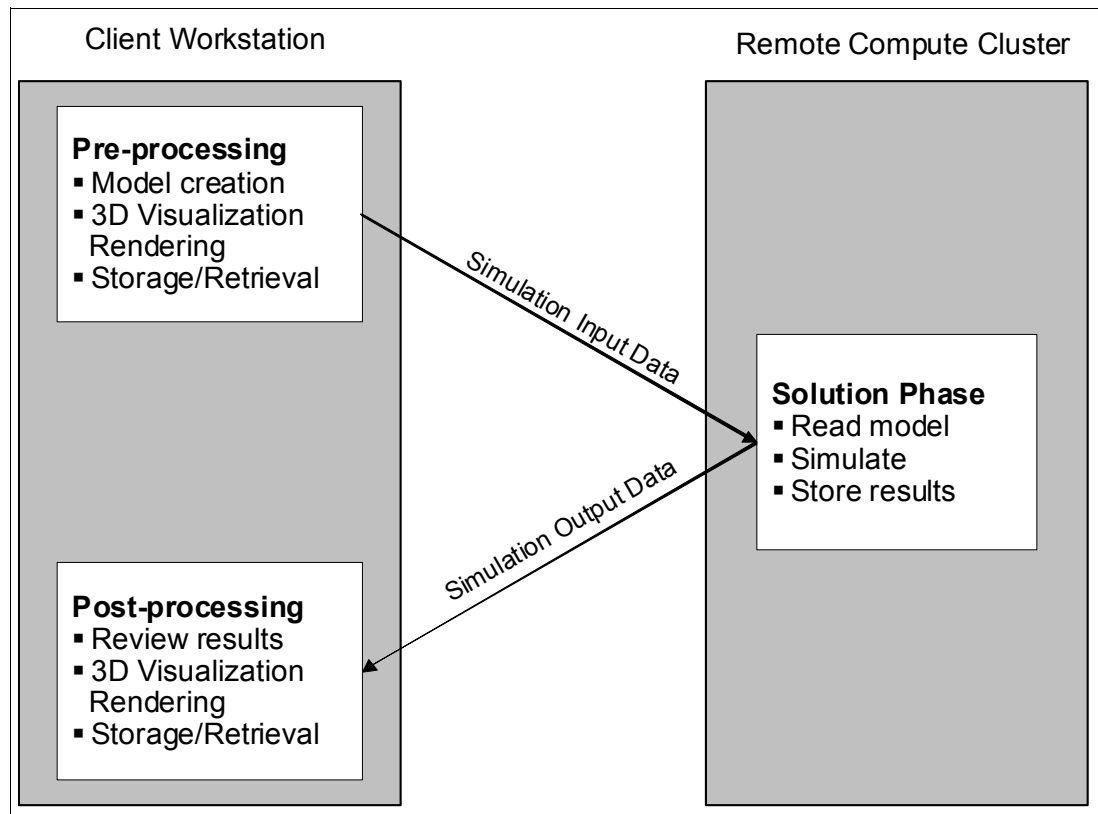 Client Workstation
Remote Compute Cluster
Pre-processing
▪ Model creation
▪ 3D Visualization
Rendering
▪ Storage/Retrieval
Simulation Input Data
Solution Phase
▪ Read model
▪ Simulate
▪ Store results
Simulation Output Data
Post-processing
▪ Review results
▪ 3D Visualization
Rendering
▪ Storage/Retrieval